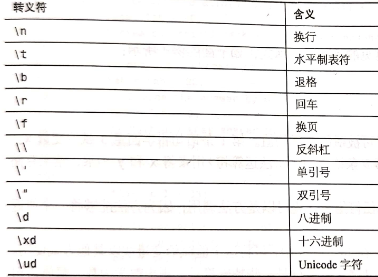 转义符 含义
\n 换行
\t 水平制表符
\b 退格
\r 回车
\f 换页
\\ 反斜杠
\' 单引号
\" 双引号
\d 八进制
\xd 十六进制
\ud Unicode 字符